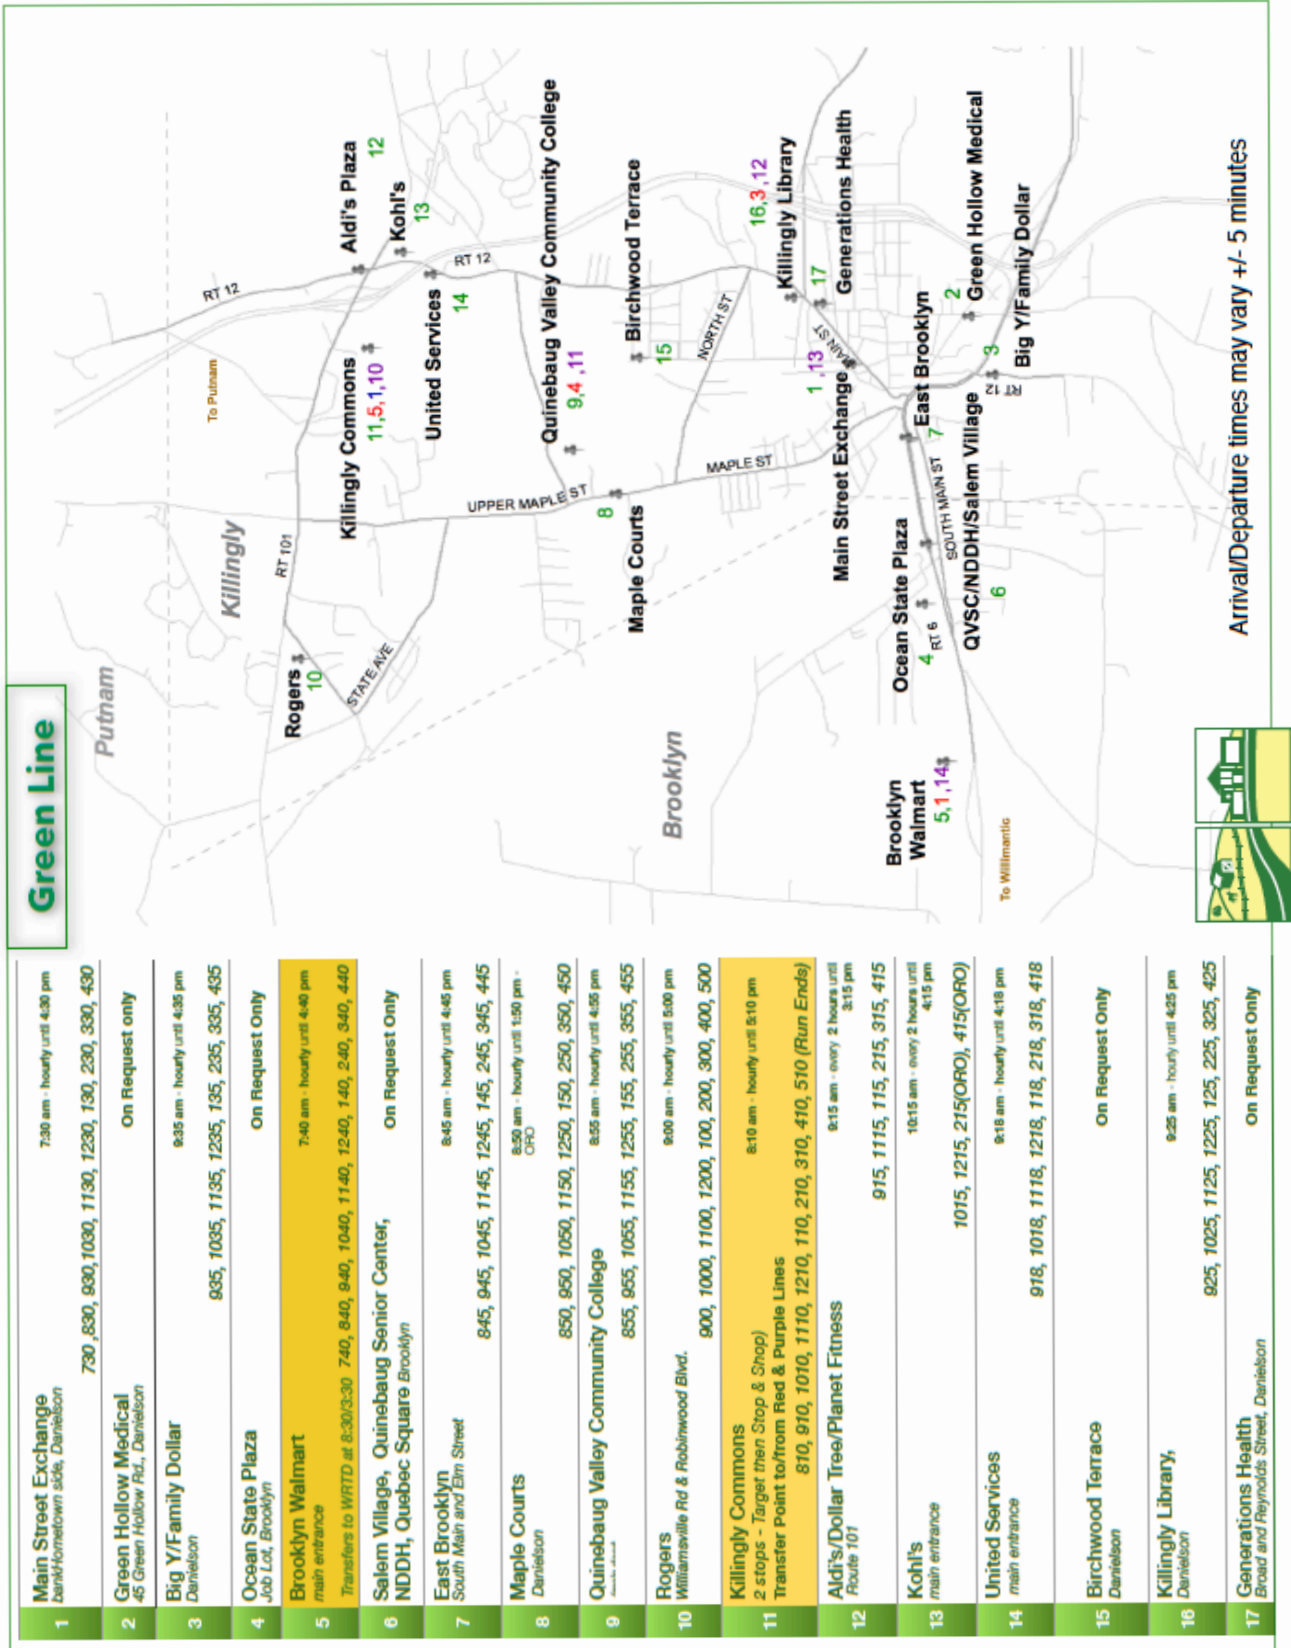 Green Line
1
Main Street Exchange
bankHometown side, Danielson
7:30 am - hourly until 4:30 pm
730 ,830, 930,1030, 1130, 1230, 130, 230, 330, 430
2
Green Hollow Medical
45 Green Hollow Rd., Danielson
On Request only
3
Big Y/Family Dollar
Danielson
9:35 am - hourly until 4:35 pm
935, 1035, 1135, 1235, 135, 235, 335, 435
4
Ocean State Plaza
Job Lot, Brooklyn
On Request Only
5
Brooklyn Walmart
main entrance
7:40 am - hourly until 4:40 pm
Transfers to WRTD at 8:30/3:30 740, 840, 940, 1040, 1140, 1240, 140, 240, 340, 440
6
Salem Village, Quinebaug Senior Center,
NDDH, Quebec Square Brooklyn
On Request Only
7
East Brooklyn
South Main and Elm Street
8:45 am - hourly until 4:45 pm
845, 945, 1045, 1145, 1245, 145, 245, 345, 445
8
Maple Courts
Danielson
8:50 am - hourly until 1:50 pm -
ORO
850, 950, 1050, 1150, 1250, 150, 250, 350, 450
9
Quinebaug Valley Community College
8:55 am - hourly until 4:55 pm
855, 955, 1055, 1155, 1255, 155, 255, 355, 455
10
Rogers
Williamsville Rd & Robinwood Blvd.
9:00 am - hourly until 5:00 pm
900, 1000, 1100, 1200, 100, 200, 300, 400, 500
11
Killingly Commons
2 stops - Target then Stop & Shop)
8:10 am - hourly until 5:10 pm
Transfer Point to/from Red & Purple Lines
810, 910, 1010, 1110, 1210, 110, 210, 310, 410, 510 (Run Ends)
12
Aldi's/Dollar Tree/Planet Fitness
Route 101
9:15 am - every 2 hours until
3:15 pm
915, 1115, 115, 215, 315, 415
13
Kohl's
main entrance
10:15 am - every 2 hours until
4:15 pm
1015, 1215, 215(ORO), 415(ORO)
14
United Services
main entrance
9:18 am - hourly until 4:18 pm
918, 1018, 1118, 1218, 118, 218, 318, 418
15
Birchwood Terrace
Danielson
On Request Only
16
Killingly Library,
Danielson
9:25 am - hourly until 4:25 pm
925, 1025, 1125, 1225, 125, 225, 325, 425
17
Generations Health
Broad and Reynolds Street, Danielson
On Request Only
Putnam
Killingly
Brooklyn
To Putnam
RT 12
Aldi's Plaza
12
Kohl's
13
RT 12
United Services
14
Killingly Commons
11,5,1,10
RT 101
Rogers
10
STATE AVE
UPPER MAPLE ST
Quinebaug Valley Community College
9,4 ,11
8
Maple Courts
Birchwood Terrace
15
NORTH ST
MAPLE ST
16,3 ,12
Killingly Library
17
Generations Health
MAIN ST
1 ,13
Main Street Exchange
East Brooklyn
7
2
Green Hollow Medical
3
Big Y/Family Dollar
RT 12
SOUTH MAIN ST
QVSC/NDDH/Salem Village
6
Ocean State Plaza
4
RT 6
Brooklyn
Walmart
5,1 ,14
To Willimantic
Arrival/Departure times may vary +/- 5 minutes